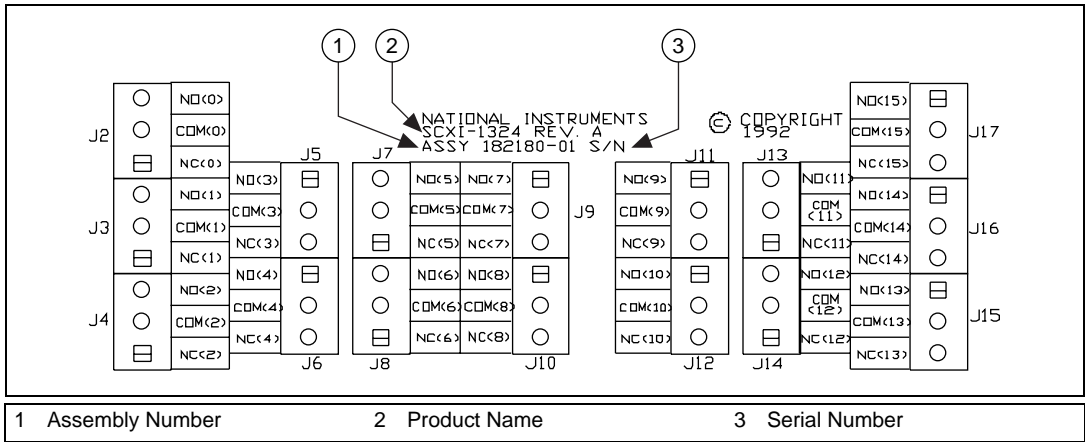 1 2 3
NATIONAL INSTRUMENTS
SCXI-1324 REV. A
ASSY 182180-01 S/N
© COPYRIGHT
1992
J2
NO(0)
COM(0)
NC(0)
J3
NO(1)
COM(1)
NC(1)
J4
NO(2)
COM(2)
NC(2)
J5
NO(3)
COM(3)
NC(3)
NO(4)
COM(4)
NC(4)
J6
J7
NO(5)
COM(5)
NC(5)
NO(6)
COM(6)
NC(6)
J8
NO(7)
COM(7)
NC(7)
J9
NO(8)
COM(8)
NC(8)
J10
J11
NO(9)
COM(9)
NC(9)
NO(10)
COM(10)
NC(10)
J12
J13
NO(11)
COM
(11)
NC(11)
NO(12)
COM
(12)
NC(12)
J14
NO(15)
COM(15)
NC(15)
J17
NO(14)
COM(14)
NC(14)
J16
NO(13)
COM(13)
NC(13)
J15
1 Assembly Number 2 Product Name 3 Serial Number